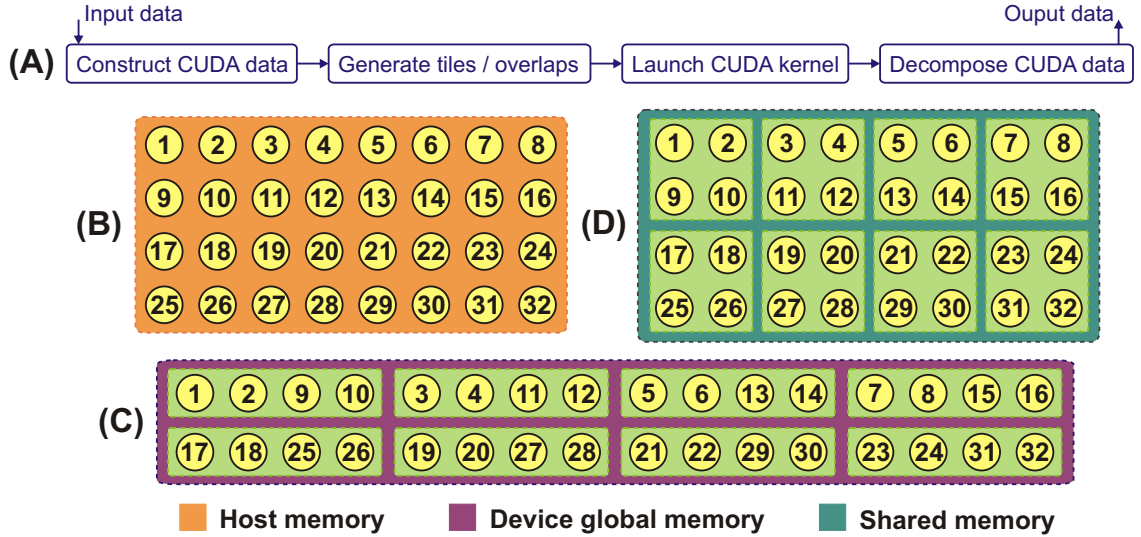 Input data
Ouput data
(A) Construct CUDA data Generate tiles / overlaps Launch CUDA kernel Decompose CUDA data
(B)
1 2 3 4 5 6 7 8
9 10 11 12 13 14 15 16
17 18 19 20 21 22 23 24
25 26 27 28 29 30 31 32
(D)
1 2 3 4 5 6 7 8
9 10 11 12 13 14 15 16
17 18 19 20 21 22 23 24
25 26 27 28 29 30 31 32
(C)
1 2 9 10 3 4 11 12 5 6 13 14 7 8 15 16
17 18 25 26 19 20 27 28 21 22 29 30 23 24 31 32
Host memory Device global memory Shared memory